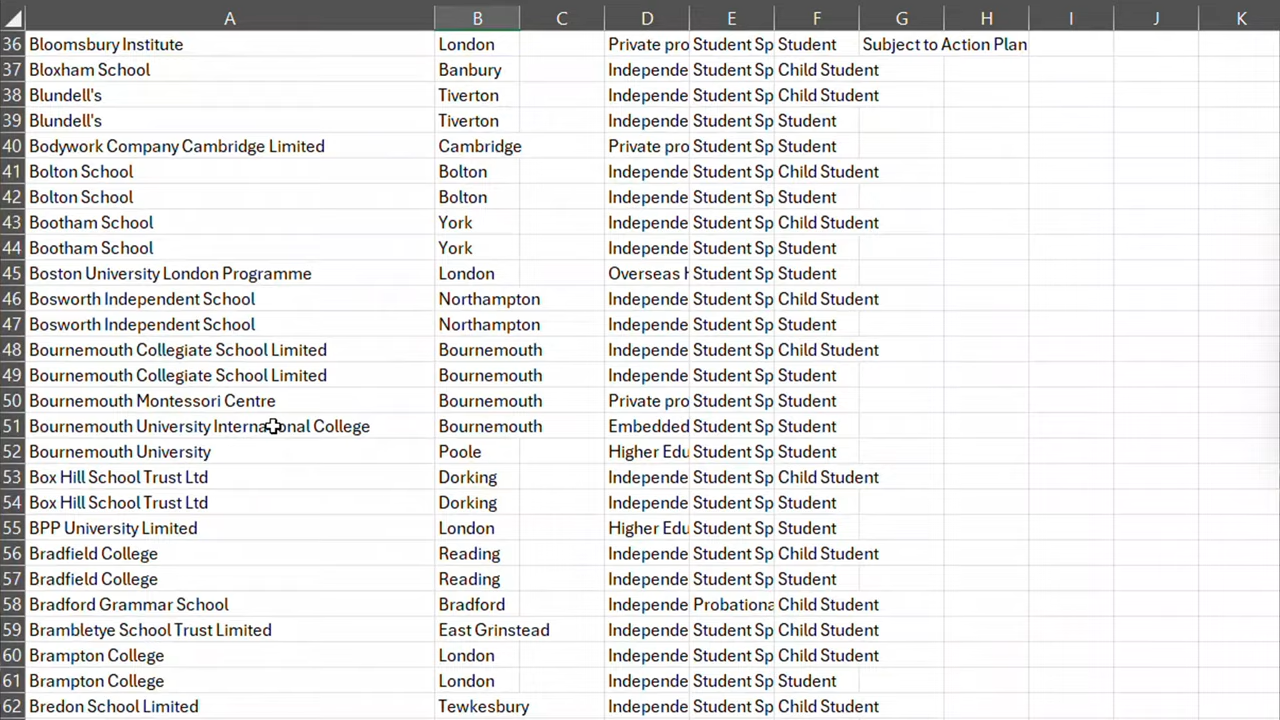 A B C D E F G H I J K
36 Bloomsbury Institute London Private pro Student Sp Student Subject to Action Plan
37 Bloxham School Banbury Independe Student Sp Child Student
38 Blundell's Tiverton Independe Student Sp Child Student
39 Blundell's Tiverton Independe Student Sp Student
40 Bodywork Company Cambridge Limited Cambridge Private pro Student Sp Student
41 Bolton School Bolton Independe Student Sp Child Student
42 Bolton School Bolton Independe Student Sp Student
43 Bootham School York Independe Student Sp Child Student
44 Bootham School York Independe Student Sp Student
45 Boston University London Programme London Overseas H Student Sp Student
46 Bosworth Independent School Northampton Independe Student Sp Child Student
47 Bosworth Independent School Northampton Independe Student Sp Student
48 Bournemouth Collegiate School Limited Bournemouth Independe Student Sp Child Student
49 Bournemouth Collegiate School Limited Bournemouth Independe Student Sp Student
50 Bournemouth Montessori Centre Bournemouth Private pro Student Sp Student
51 Bournemouth University International College Bournemouth Embedded Student Sp Student
52 Bournemouth University Poole Higher Edu Student Sp Student
53 Box Hill School Trust Ltd Dorking Independe Student Sp Child Student
54 Box Hill School Trust Ltd Dorking Independe Student Sp Student
55 BPP University Limited London Higher Edu Student Sp Student
56 Bradfield College Reading Independe Student Sp Child Student
57 Bradfield College Reading Independe Student Sp Student
58 Bradford Grammar School Bradford Independe Probationa Child Student
59 Brambletye School Trust Limited East Grinstead Independe Student Sp Child Student
60 Brampton College London Independe Student Sp Child Student
61 Brampton College London Independe Student Sp Student
62 Bredon School Limited Tewkesbury Independe Student Sp Child Student